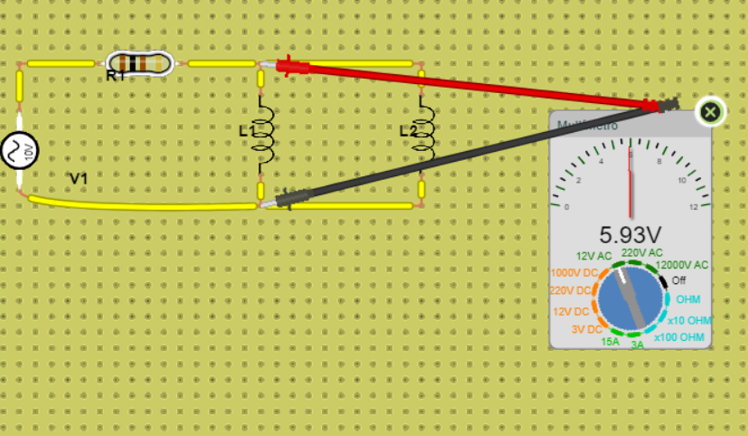 R1
L1
L2
10V
V1
Multímetro
0
2
4
6
8
10
12
5.93V
12V AC
220V AC
12000V AC
1000V DC
Off
220V DC
OHM
12V DC
x10 OHM
3V DC
x100 OHM
15A
3A